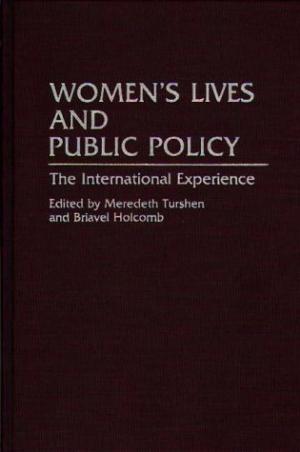 WOMEN'S LIVES
AND
PUBLIC POLICY
The International Experience
Edited by Meredeth Turshen
and Briavel Holcomb